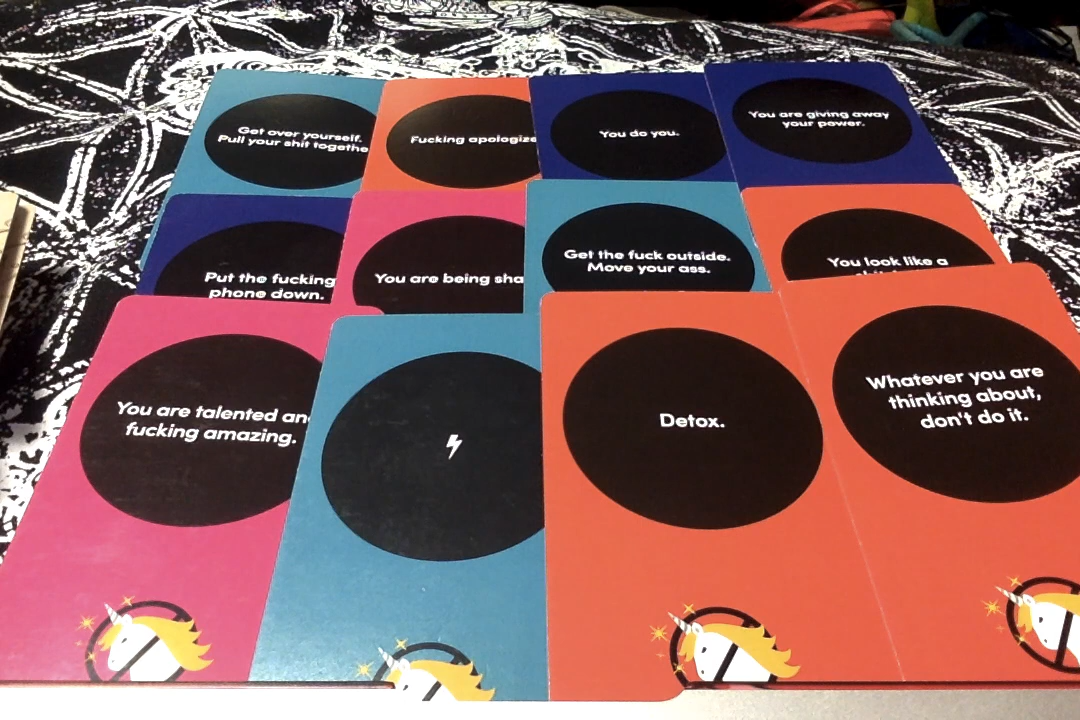 Get over yourself.
Pull your shit togethe
Fucking apologize
You do you.
You are giving away
your power.
Put the fucking
phone down.
You are being sha
Get the fuck outside.
Move your ass.
You look like a
You are talented an
fucking amazing.
Detox.
Whatever you are
thinking about,
don't do it.